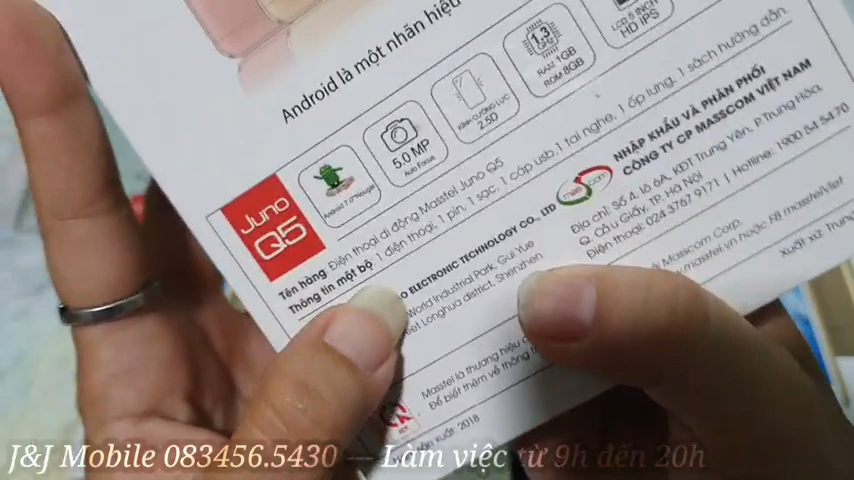 Android là một nhãn hiệu
Juno
Q5
Android 7.0 Nougat
5.0 MP
Auto Focus
KÍNH CƯỜNG LỰC
2.5D
1.3
GHz
RAM 1GB
ROM 8GB
LCD 5 INCH
HD IPS
Tên hàng: Điện thoại di động Masstel Juno Q5
Thông tin một bộ: 1 điện thoại, 1 pin, 1 sạc, 1 cáp usb, 1 tai nghe, 1 ốp lưng, 1 sách hướng dẫn.
ELECTRONIC TECHNOLOGY CO., LTD
World Industrial Park, Gui Yue
Longhua district, Shenzhen
masscom
NHẬP KHẨU VÀ PHÂN PHỐI
CÔNG TY CP MASSCOM VIỆT NAM
Địa chỉ: Số 4, lô 6A, KĐT Trung Yên, P. Trung Hòa,
Q. Cầu Giấy, TP. Hà Nội
Điện thoại: 024 3767 9171 | Hotline: 1900 54 5470
Masstel là thương hiệu
Masscom Corp.
Để biết thêm về thông
masstel.vn hoặc FB masstelViet
xuất: 2018
Xuất xứ: Trung
J&J Mobile 083456.5430 — Làm việc từ 9h đến 20h